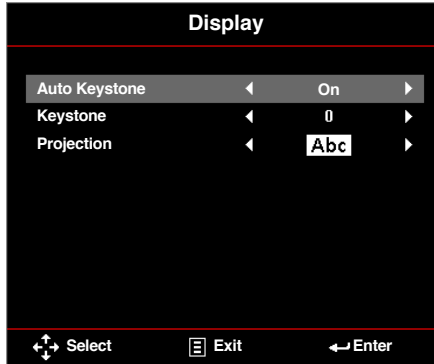 Display
Auto Keystone On
Keystone 0
Projection Abc
Select Exit Enter